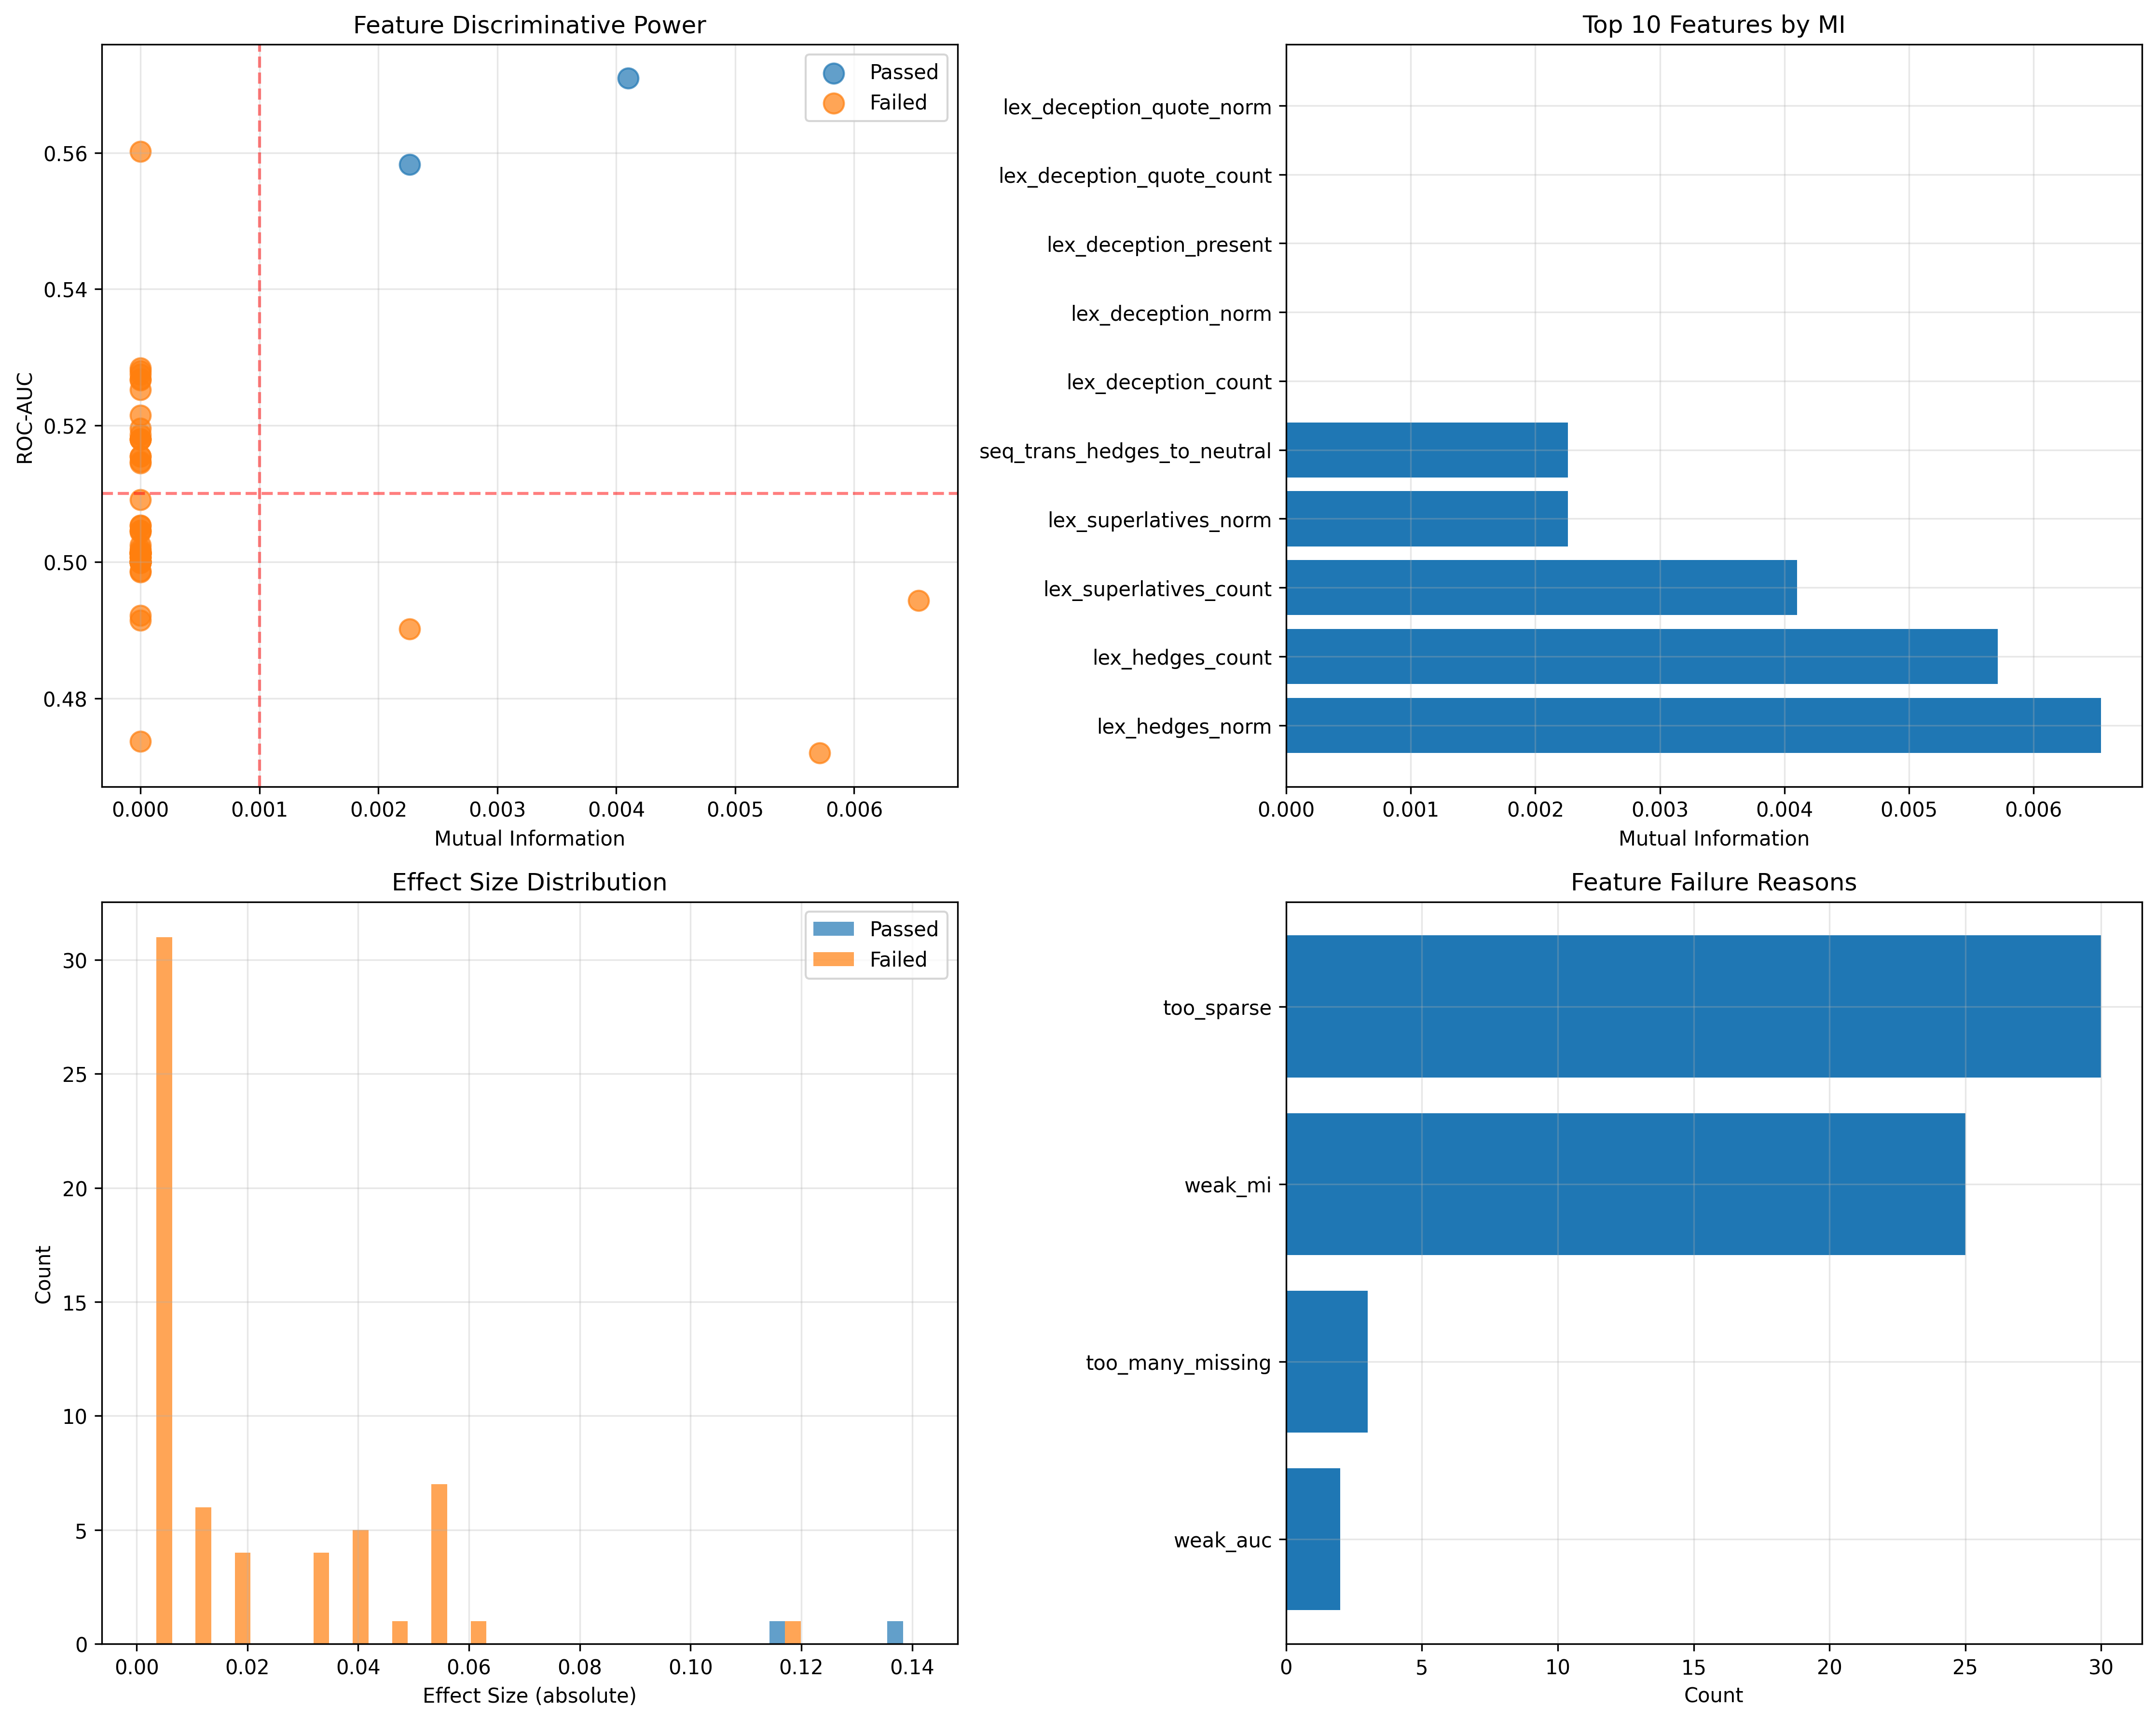 Feature Discriminative Power
Passed
Failed
0.56
0.54
0.52
0.50
0.48
ROC-AUC
0.000 0.001 0.002 0.003 0.004 0.005 0.006
Mutual Information
Top 10 Features by MI
lex_deception_quote_norm
lex_deception_quote_count
lex_deception_present
lex_deception_norm
lex_deception_count
seq_trans_hedges_to_neutral
lex_superlatives_norm
lex_superlatives_count
lex_hedges_count
lex_hedges_norm
0.000 0.001 0.002 0.003 0.004 0.005 0.006
Mutual Information
Effect Size Distribution
Passed
Failed
30
25
20
15
10
5
0
Count
0.00 0.02 0.04 0.06 0.08 0.10 0.12 0.14
Effect Size (absolute)
Feature Failure Reasons
too_sparse
weak_mi
too_many_missing
weak_auc
0 5 10 15 20 25 30
Count